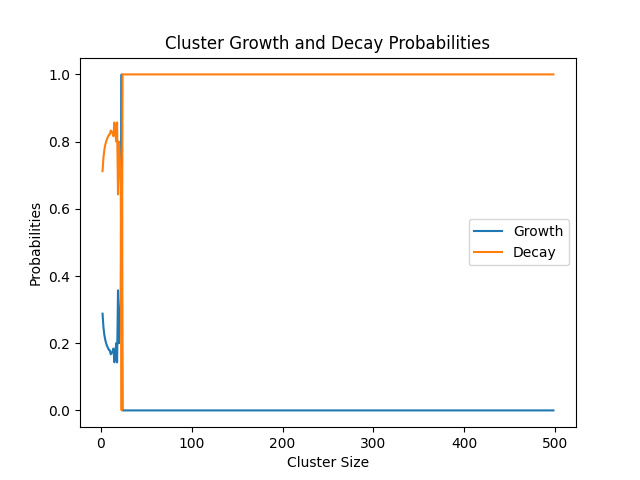 Cluster Growth and Decay Probabilities
1.0
0.8
0.6
0.4
0.2
0.0
Probabilities
Growth
Decay
0 100 200 300 400 500
Cluster Size